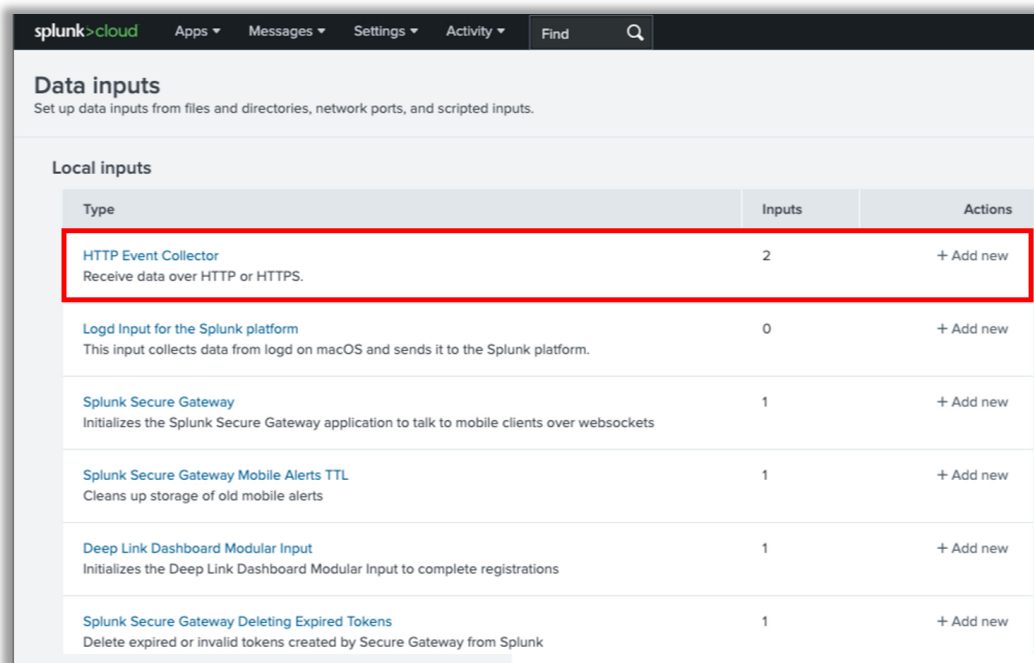 splunk>cloud Apps Messages Settings Activity Find
Data inputs
Set up data inputs from files and directories, network ports, and scripted inputs.
Local inputs
Type Inputs Actions
HTTP Event Collector 2 + Add new
Receive data over HTTP or HTTPS.
Logd Input for the Splunk platform 0 + Add new
This input collects data from logd on macOS and sends it to the Splunk platform.
Splunk Secure Gateway 1 + Add new
Initializes the Splunk Secure Gateway application to talk to mobile clients over websockets
Splunk Secure Gateway Mobile Alerts TTL 1 + Add new
Cleans up storage of old mobile alerts
Deep Link Dashboard Modular Input 1 + Add new
Initializes the Deep Link Dashboard Modular Input to complete registrations
Splunk Secure Gateway Deleting Expired Tokens 1 + Add new
Delete expired or invalid tokens created by Secure Gateway from Splunk